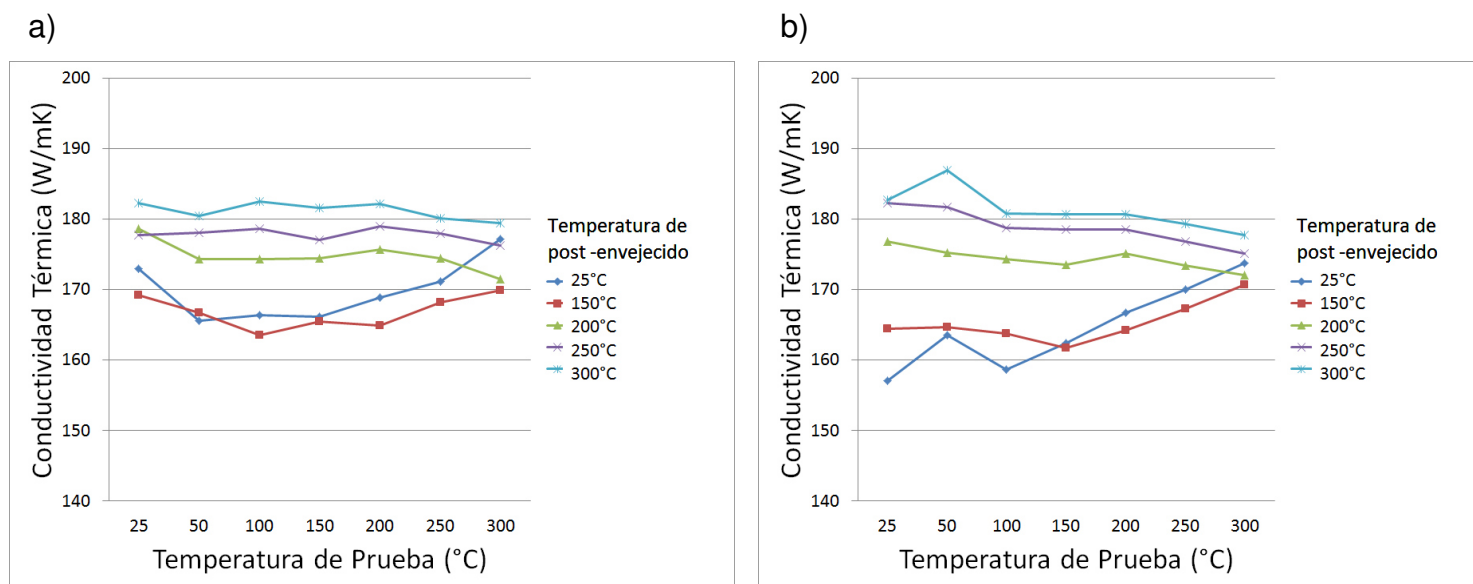 a)
200
190
180
170
160
150
140
Conductividad Térmica (W/mK)
25 50 100 150 200 250 300
Temperatura de Prueba (°C)
Temperatura de
post -envejecido
25°C
150°C
200°C
250°C
300°C
b)
200
190
180
170
160
150
140
Conductividad Térmica (W/mK)
25 50 100 150 200 250 300
Temperatura de Prueba (°C)
Temperatura de
post -envejecido
25°C
150°C
200°C
250°C
300°C